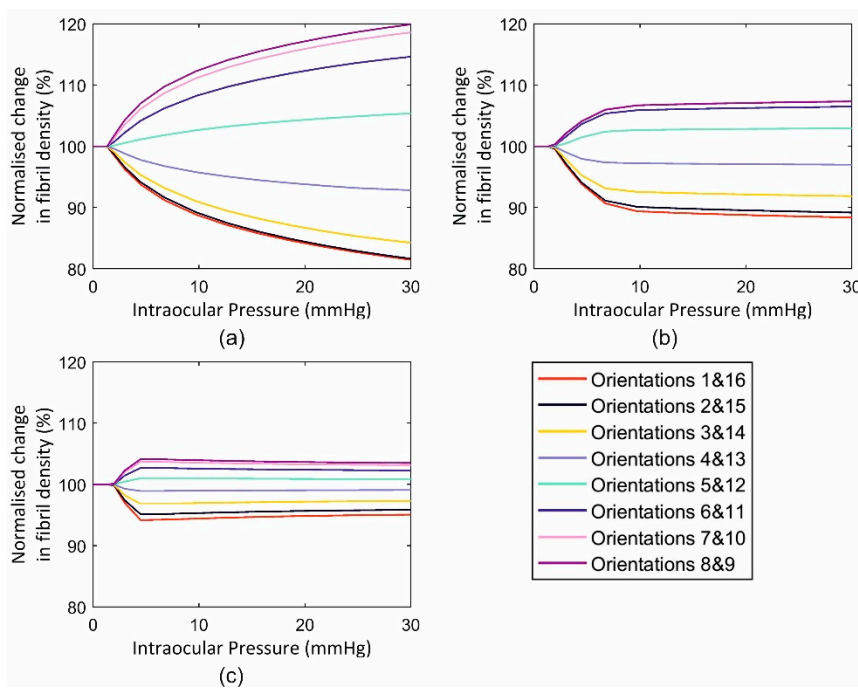 120
110
100
90
80
Normalised change
in fibril density (%)
0
10
20
30
Intraocular Pressure (mmHg)
(a)
120
110
100
90
80
Normalised change
in fibril density (%)
0
10
20
30
Intraocular Pressure (mmHg)
(b)
120
110
100
90
80
Normalised change
in fibril density (%)
0
10
20
30
Intraocular Pressure (mmHg)
(c)
Orientations 1&16
Orientations 2&15
Orientations 3&14
Orientations 4&13
Orientations 5&12
Orientations 6&11
Orientations 7&10
Orientations 8&9